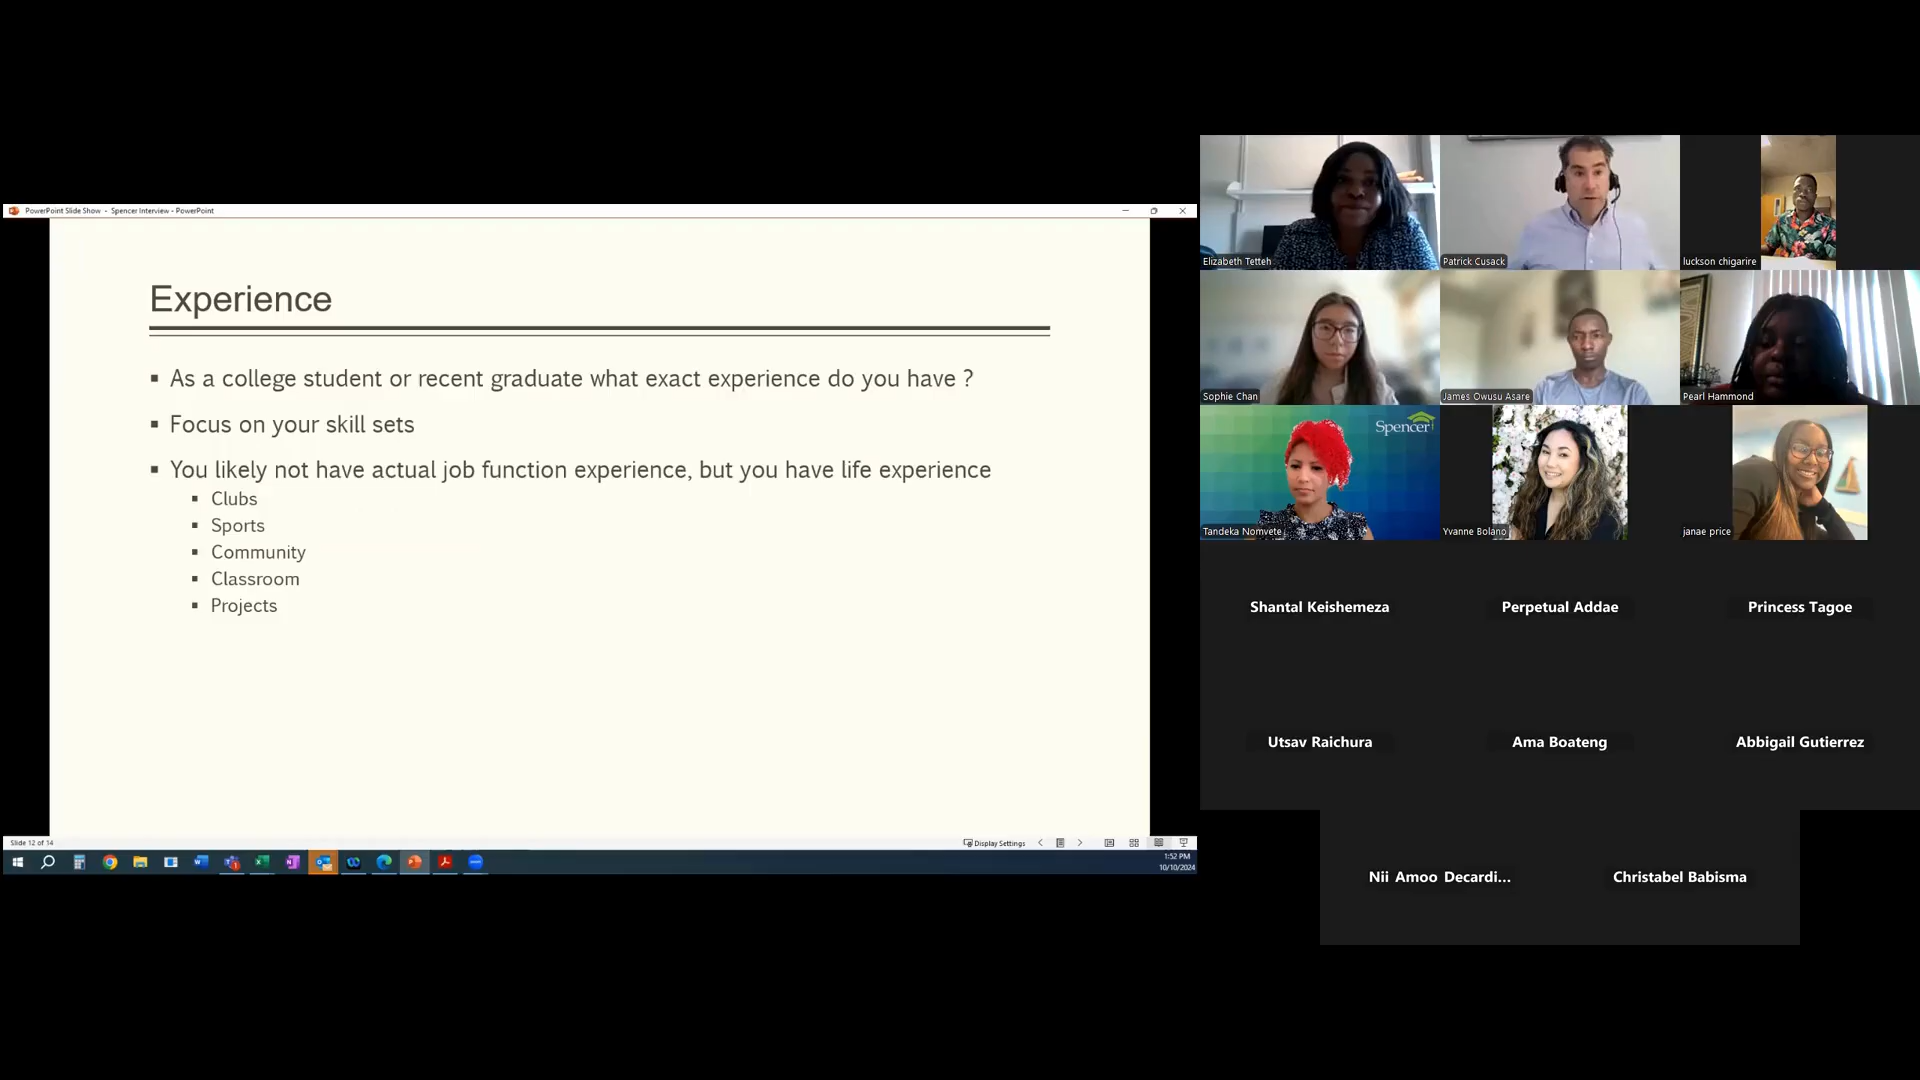 PowerPoint Slide Show - Spencer Interview - PowerPoint
Experience
As a college student or recent graduate what exact experience do you have ?
Focus on your skill sets
You likely not have actual job function experience, but you have life experience
Clubs
Sports
Community
Classroom
Projects
Slide 12 of 14
Display Settings
1:52 PM
10/10/2024
Elizabeth Tetteh
Patrick Cusack
luckson chigarire
Sophie Chan
James Owusu Asare
Pearl Hammond
Spencer
Tandeka Nomvete
Yvanne Bolano
janae price
Shantal Keishemeza
Perpetual Addae
Princess Tagoe
Utsav Raichura
Ama Boateng
Abbigail Gutierrez
Nii Amoo Decardi...
Christabel Babisma